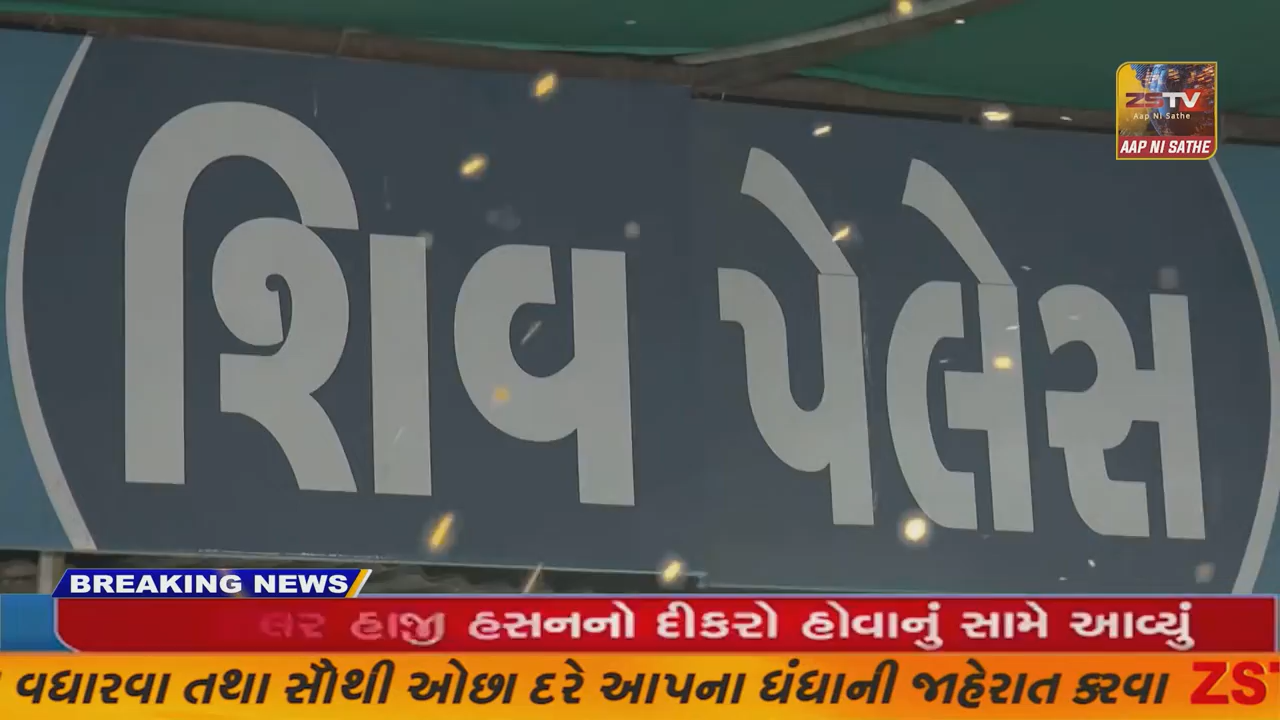 શિવ પેલેસ
ZSTV
Aap Ni Sathe
AAP NI SATHE
BREAKING NEWS
હાજી હસનનો દીકરો હોવાનું સામે આવ્યું
વધારવા તથા સૌથી ઓછા દરે આપના ધંધાની જાહેરાત કરવા